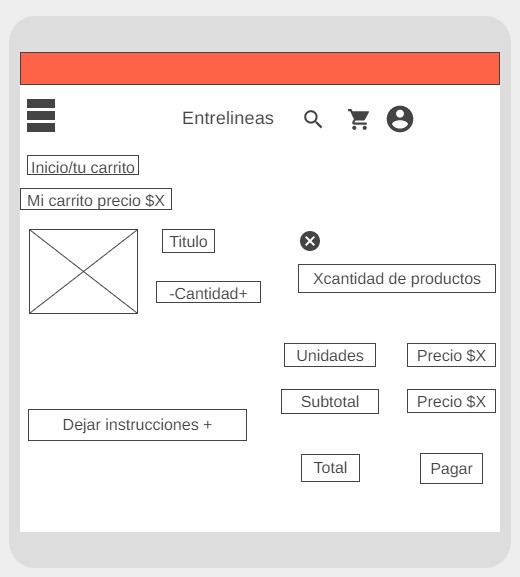 Entrelineas
Inicio/tu carrito
Mi carrito precio $X
Titulo
-Cantidad+
Xcantidad de productos
Unidades
Precio $X
Subtotal
Precio $X
Dejar instrucciones +
Total
Pagar